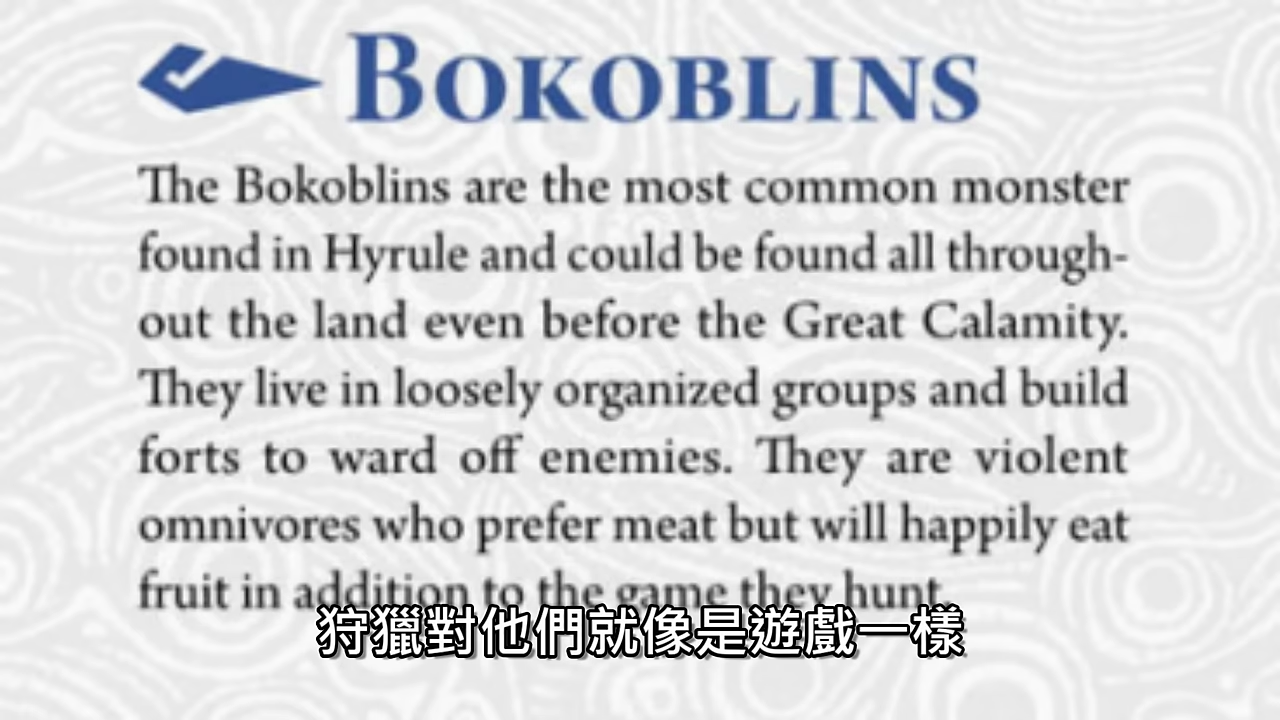 BOKOBLINS
The Bokoblins are the most common monster
found in Hyrule and could be found all through-
out the land even before the Great Calamity.
They live in loosely organized groups and build
forts to ward off enemies. They are violent
omnivores who prefer meat but will happily eat
fruit in addition to the game they hunt.
狩獵對他們就像是遊戲一樣